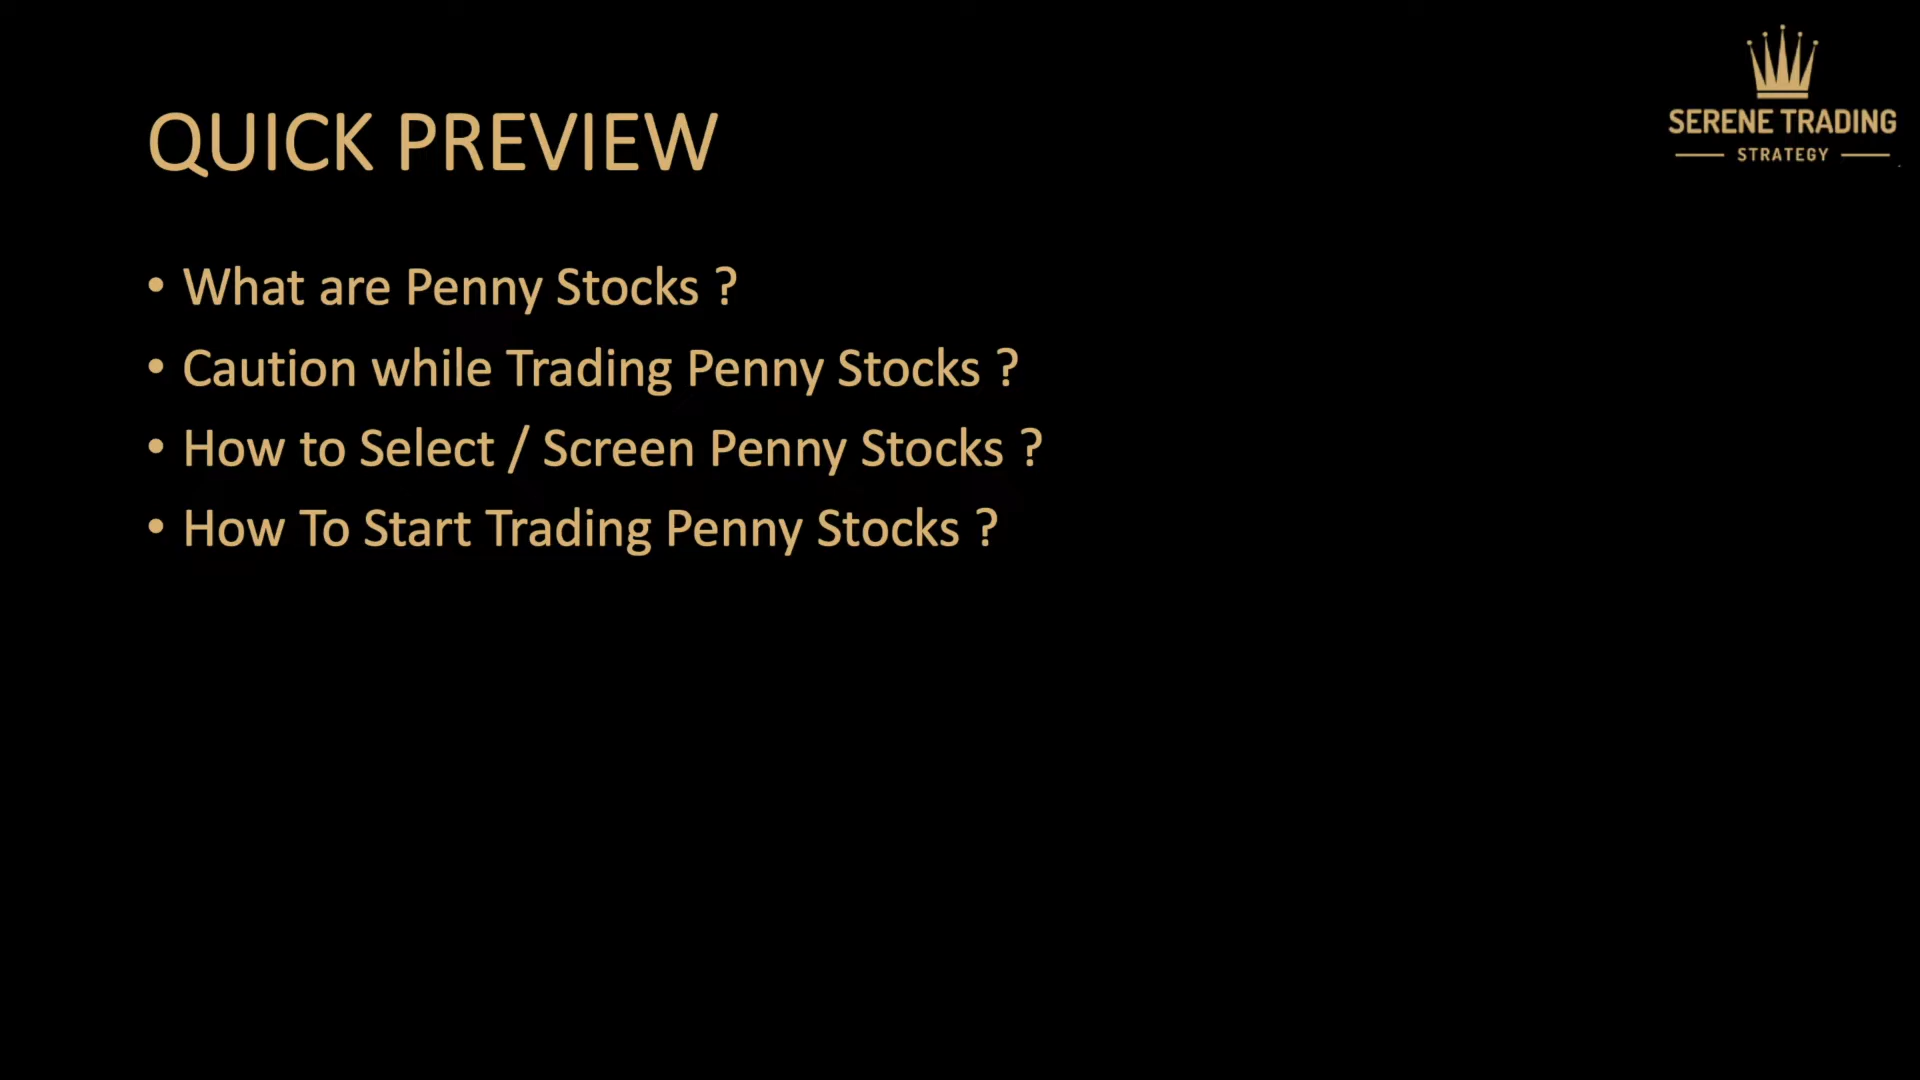 SERENE TRADING
STRATEGY
QUICK PREVIEW
• What are Penny Stocks ?
• Caution while Trading Penny Stocks ?
• How to Select / Screen Penny Stocks ?
• How To Start Trading Penny Stocks ?